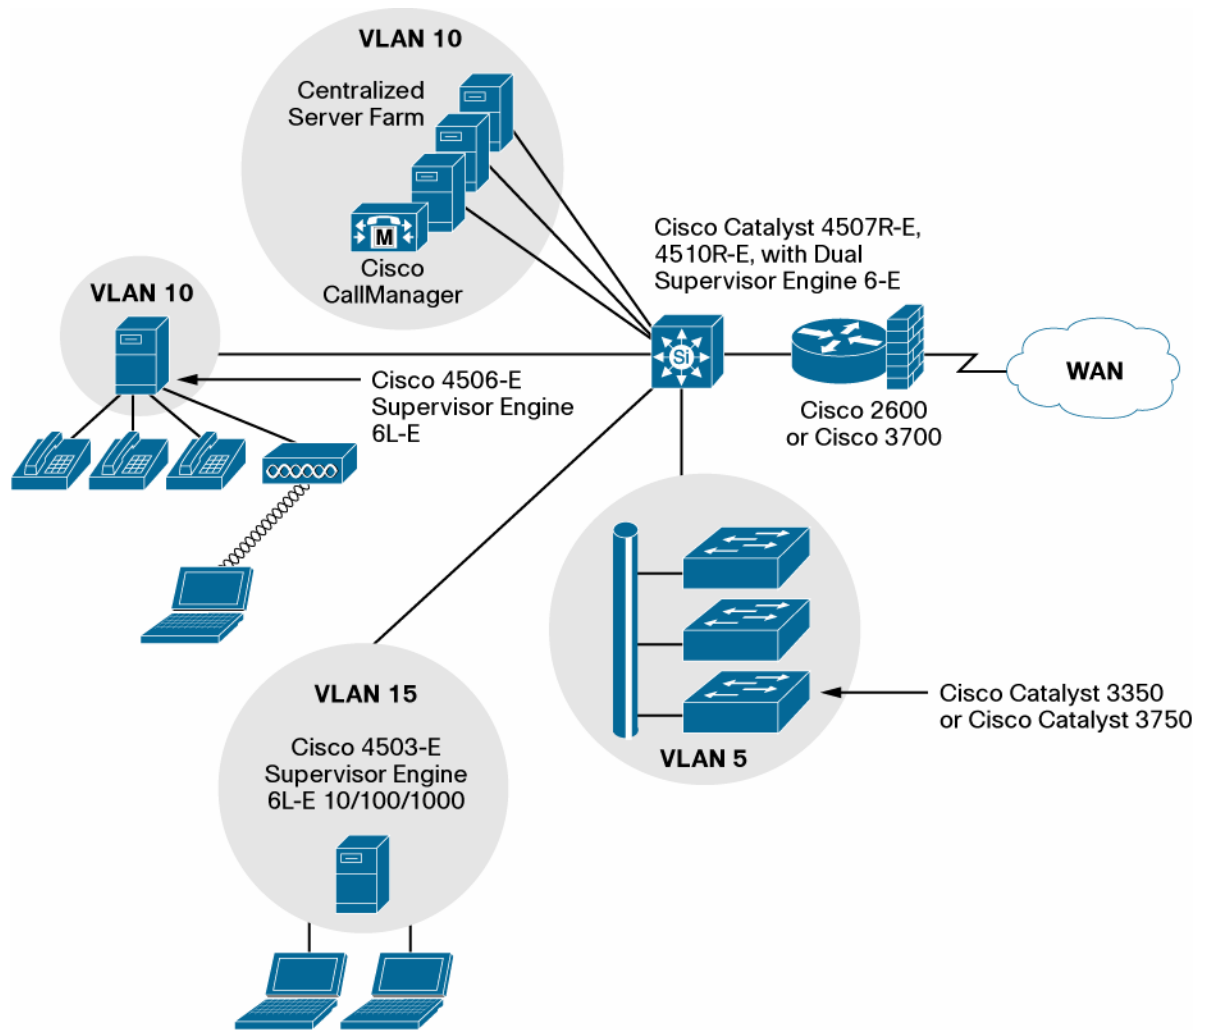 VLAN 10
Centralized
Server Farm
M
Cisco
CallManager
Cisco Catalyst 4507R-E,
4510R-E, with Dual
Supervisor Engine 6-E
VLAN 10
Si
WAN
Cisco 4506-E
Supervisor Engine
6L-E
Cisco 2600
or Cisco 3700
VLAN 15
Cisco 4503-E
Supervisor Engine
6L-E 10/100/1000
Cisco Catalyst 3350
or Cisco Catalyst 3750
VLAN 5